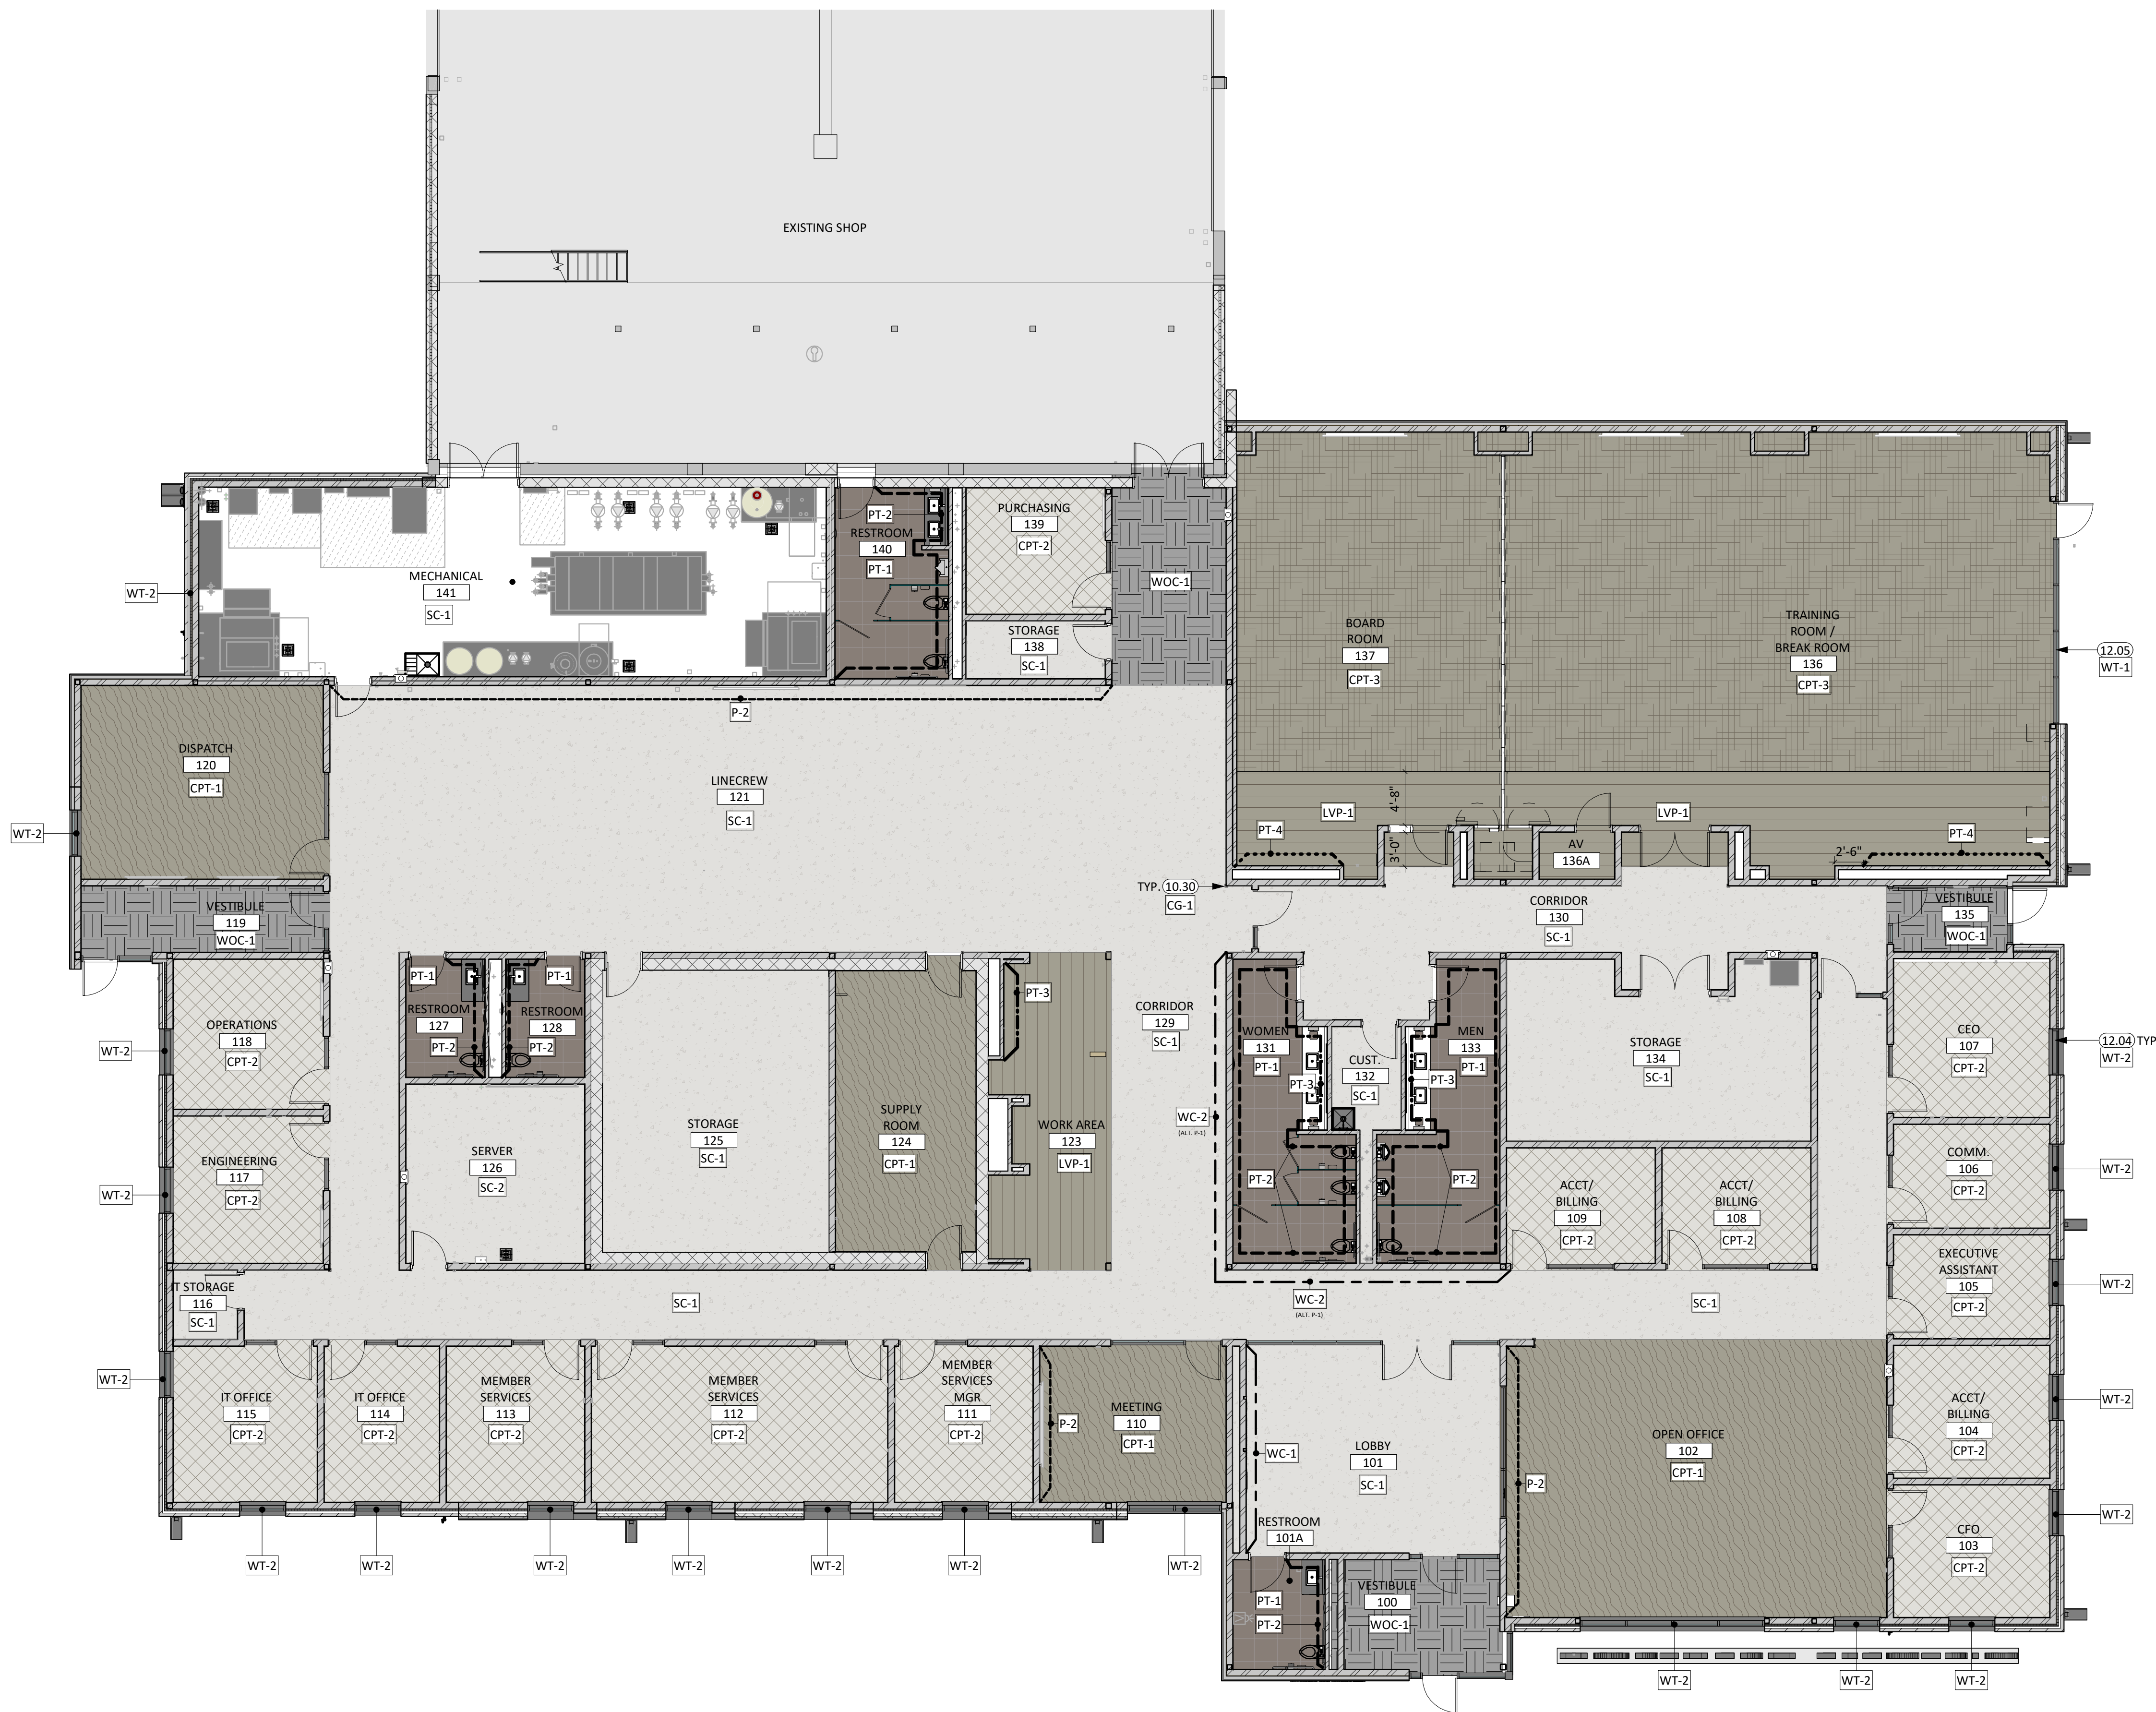 EXISTING SHOP
MECHANICAL
141
SC-1
WT-2
PT-2
RESTROOM
140
PT-1
PURCHASING
139
CPT-2
STORAGE
138
SC-1
WOC-1
P-2
BOARD
ROOM
137
CPT-3
TRAINING
ROOM /
BREAK ROOM
136
CPT-3
12.05
WT-1
DISPATCH
120
CPT-1
WT-2
LINECREW
121
SC-1
LVP-1
4'-8"
3'-0"
LVP-1
PT-4
AV
136A
2'-6"
PT-4
TYP. 10.30
CG-1
VESTIBULE
119
WOC-1
CORRIDOR
130
SC-1
VESTIBULE
135
WOC-1
PT-1
RESTROOM
127
PT-2
PT-1
RESTROOM
128
PT-2
PT-3
CORRIDOR
129
SC-1
OPERATIONS
118
CPT-2
WT-2
WOMEN
131
PT-1
PT-3
CUST.
132
SC-1
MEN
133
PT-1
PT-3
STORAGE
134
SC-1
CEO
107
CPT-2
12.04 TYP
WT-2
WC-2
(ALT. P-1)
PT-2
PT-2
ENGINEERING
117
CPT-2
WT-2
SERVER
126
SC-2
STORAGE
125
SC-1
SUPPLY
ROOM
124
CPT-1
WORK AREA
123
LVP-1
ACCT/
BILLING
109
CPT-2
ACCT/
BILLING
108
CPT-2
COMM.
106
CPT-2
WT-2
EXECUTIVE
ASSISTANT
105
CPT-2
WT-2
IT STORAGE
116
SC-1
SC-1
WC-2
(ALT. P-1)
SC-1
WT-2
IT OFFICE
115
CPT-2
IT OFFICE
114
CPT-2
MEMBER
SERVICES
113
CPT-2
MEMBER
SERVICES
112
CPT-2
MEMBER
SERVICES
MGR
111
CPT-2
P-2
MEETING
110
CPT-1
WC-1
LOBBY
101
SC-1
P-2
OPEN OFFICE
102
CPT-1
ACCT/
BILLING
104
CPT-2
WT-2
CFO
103
CPT-2
WT-2
RESTROOM
101A
PT-1
PT-2
VESTIBULE
100
WOC-1
WT-2
WT-2
WT-2
WT-2
WT-2
WT-2
WT-2
WT-2
WT-2
WT-2